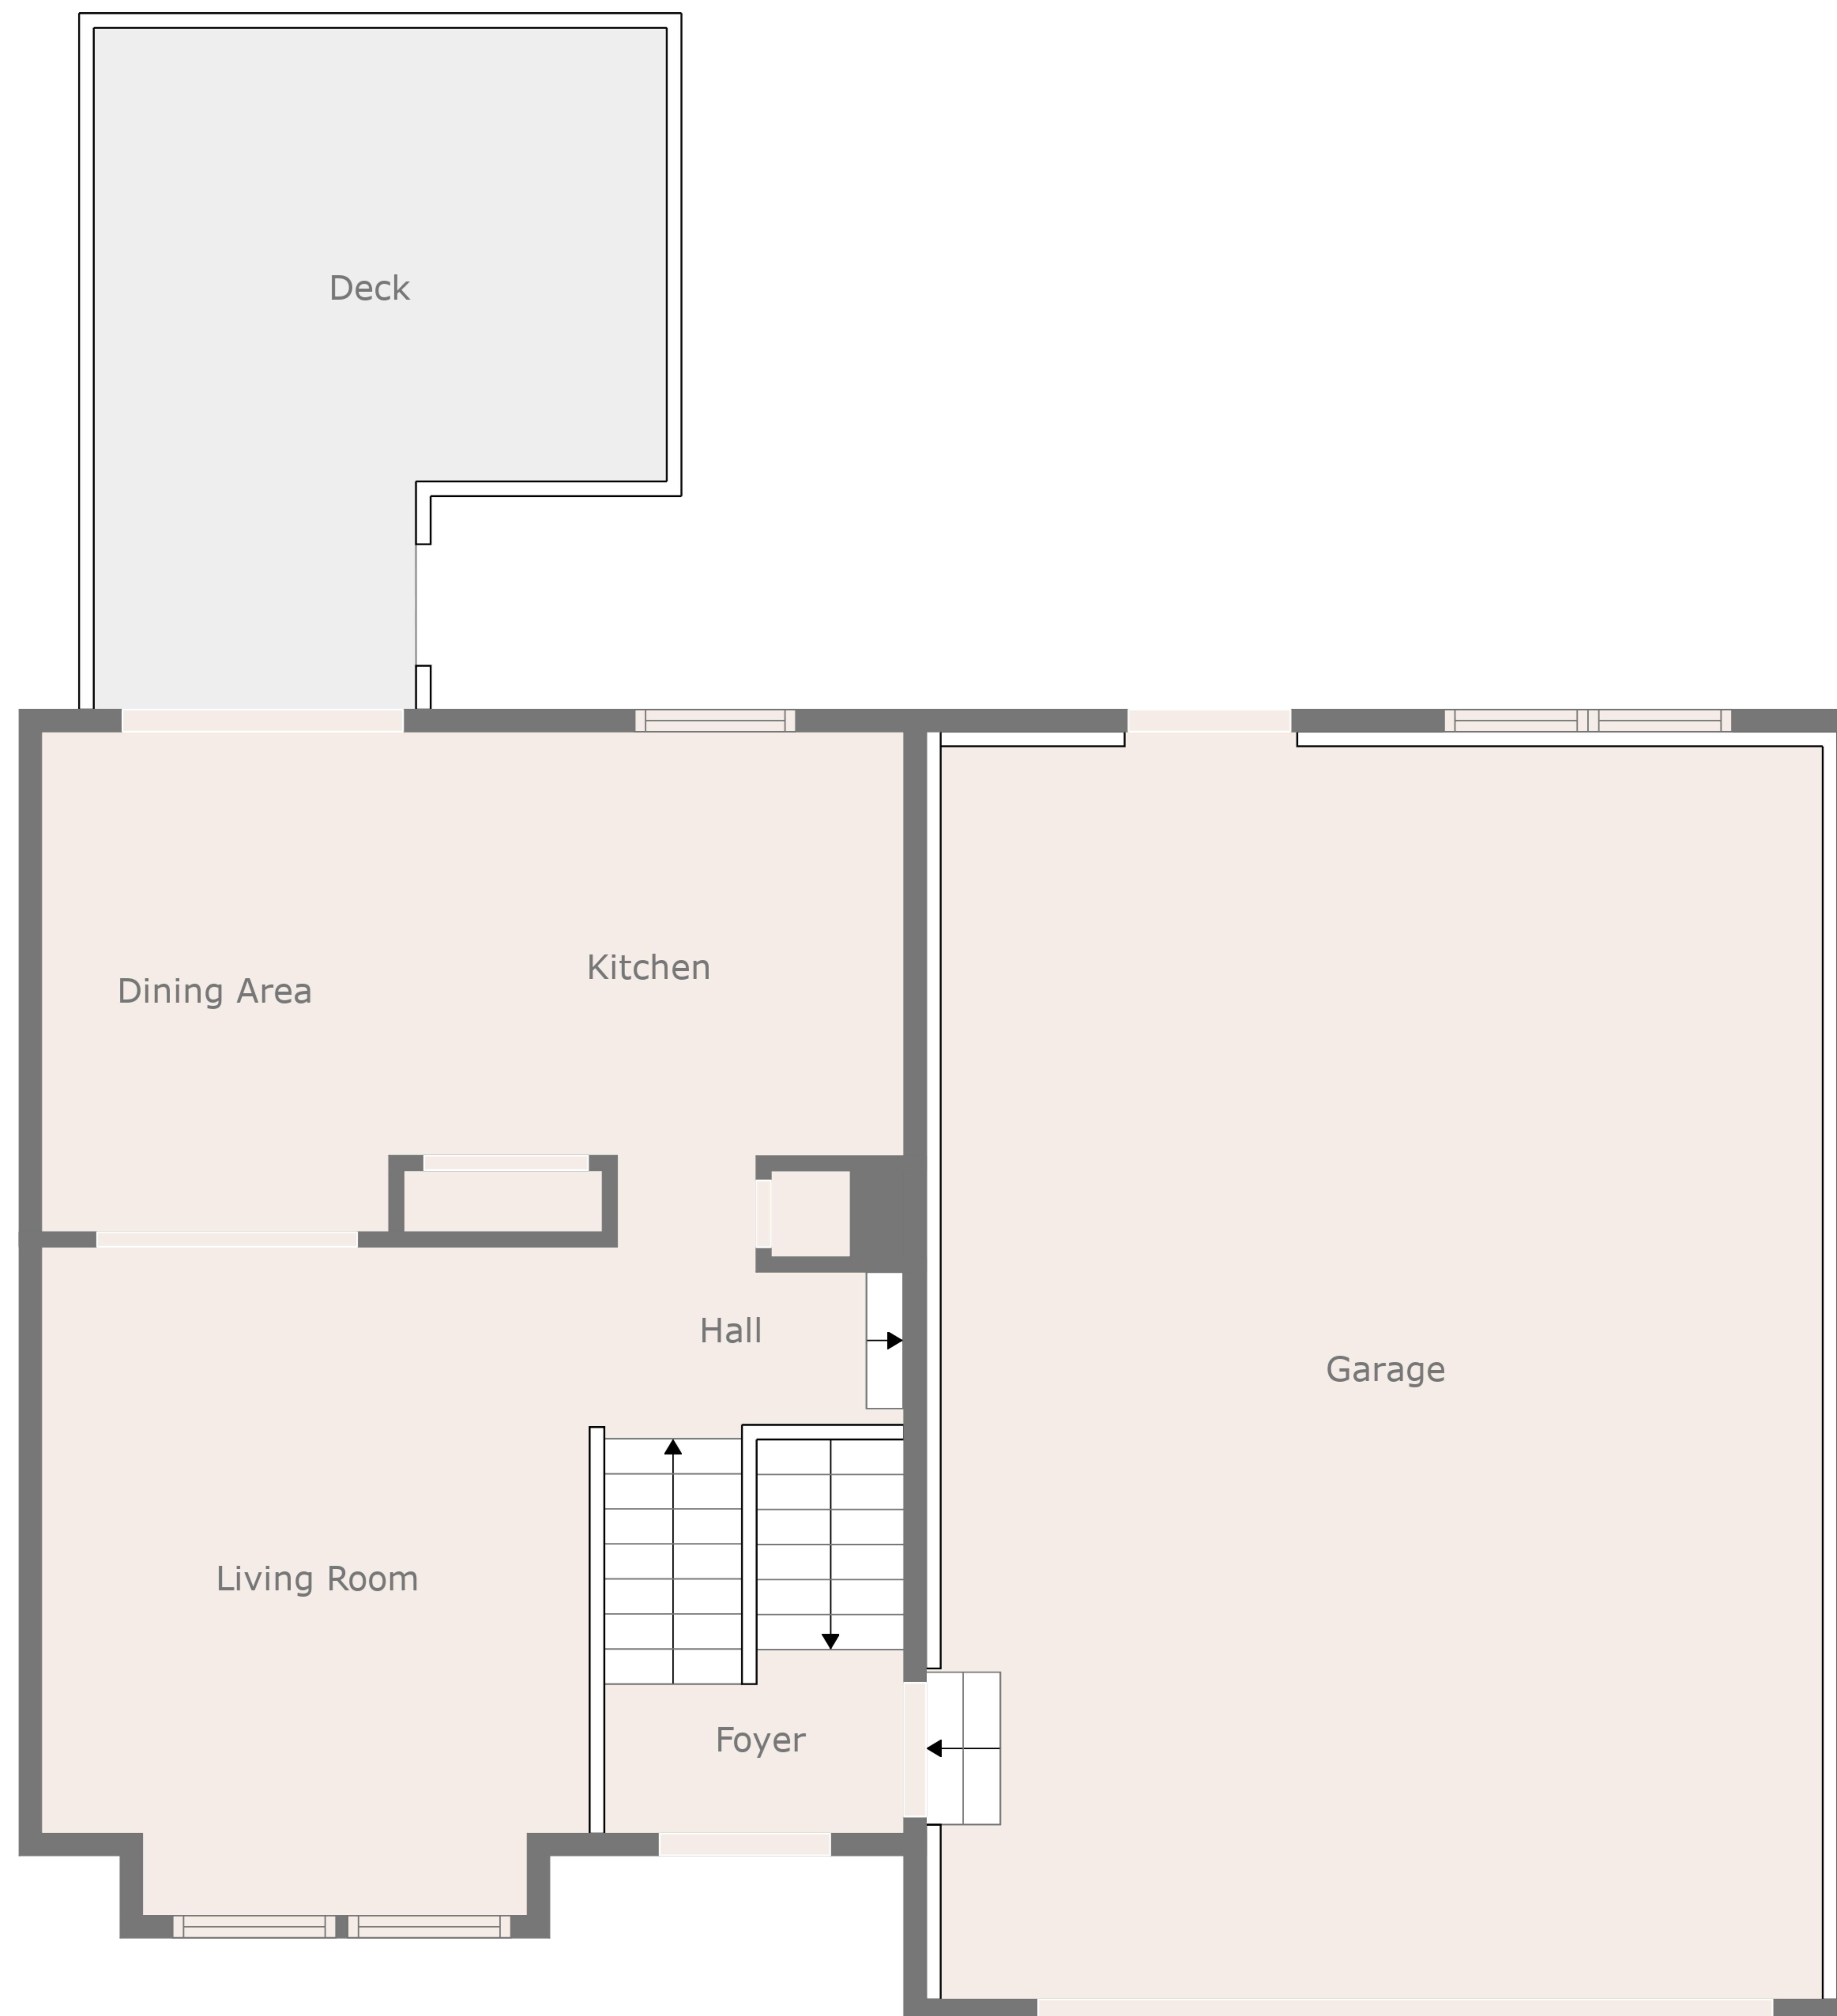 Deck
Kitchen
Dining Area
Hall
Garage
Living Room
Foyer